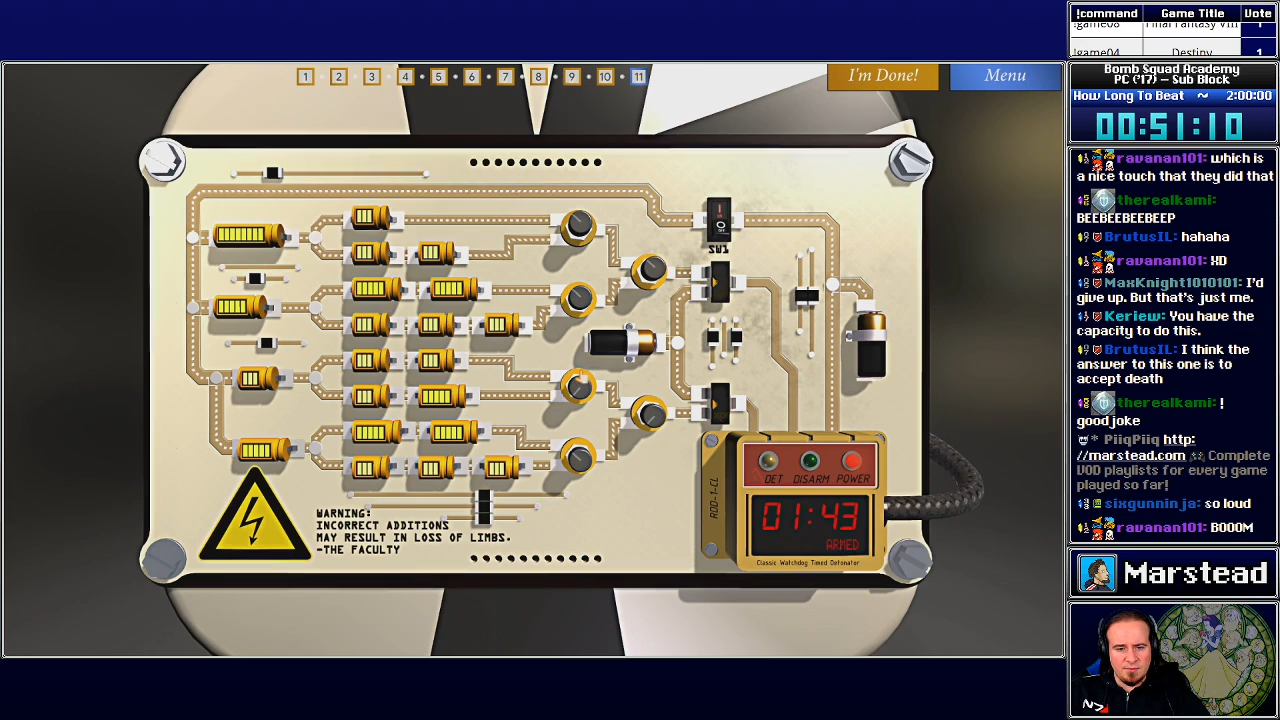 !command Game Title Vote
Destiny 1
1 2 3 4 5 6 7 8 9 10 11
I'm Done!
Menu
Bomb Squad Academy
PC ('17) – Sub Block
How Long To Beat ~ 2:00:00
00:51:10
ravanan101: which is
a nice touch that they did that
therealkami:
BEEBEEBEEBEEP
BrutusIL: hahaha
ravanan101: XD
MaxKnight1010101: I'd
give up. But that's just me.
Keriew: You have the
capacity to do this.
BrutusIL: I think the
answer to this one is to
accept death
therealkami: !
good joke
* PiiqPiiq http:
//marstead.com Complete
VOD playlists for every game
played so far!
sixgunninja: so loud
ravanan101: BOOOM
OFF
SW1
DET DISARM POWER
ROD-1-CL
01:43
ARMED
Classic Watchdog Timed Detonator
WARNING:
INCORRECT ADDITIONS
MAY RESULT IN LOSS OF LIMBS.
-THE FACULTY
Marstead